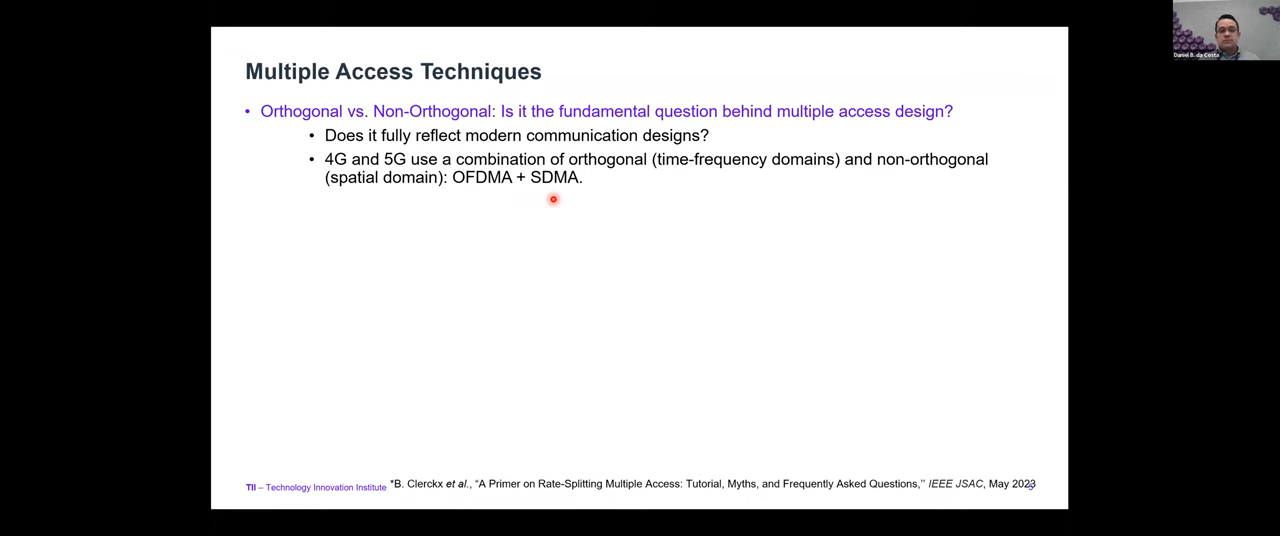 Daniel B. da Costa
Multiple Access Techniques
• Orthogonal vs. Non-Orthogonal: Is it the fundamental question behind multiple access design?
• Does it fully reflect modern communication designs?
• 4G and 5G use a combination of orthogonal (time-frequency domains) and non-orthogonal
(spatial domain): OFDMA + SDMA.
TII – Technology Innovation Institute
*B. Clerckx et al., “A Primer on Rate-Splitting Multiple Access: Tutorial, Myths, and Frequently Asked Questions,’’ IEEE JSAC, May 2023